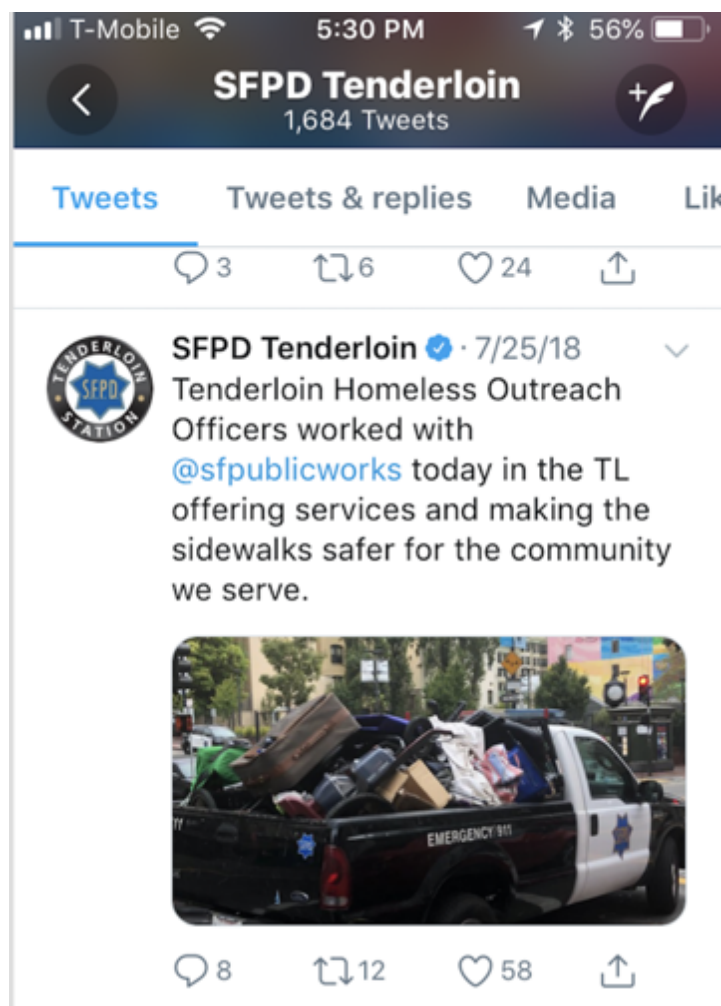 T-Mobile 5:30 PM 56%
SFPD Tenderloin
1,684 Tweets
Tweets Tweets & replies Media Lik
3 6 24
SFPD Tenderloin · 7/25/18
TENDERLOIN
SFPD
STATION
Tenderloin Homeless Outreach
Officers worked with
@sfpublicworks today in the TL
offering services and making the
sidewalks safer for the community
we serve.
EMERGENCY 911
8 12 58